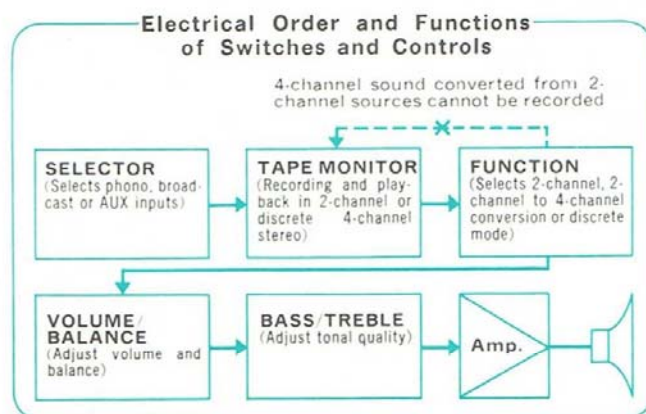 Electrical Order and Functions
of Switches and Controls
4-channel sound converted from 2-
channel sources cannot be recorded
SELECTOR
(Selects phono, broad-
cast or AUX inputs)
TAPE MONITOR
(Recording and play-
back in 2-channel or
discrete 4-channel
stereo)
FUNCTION
(Selects 2-channel, 2-
channel to 4-channel
conversion or discrete
mode)
VOLUME/
BALANCE
(Adjust volume and
balance)
BASS/TREBLE
(Adjust tonal quality)
Amp.